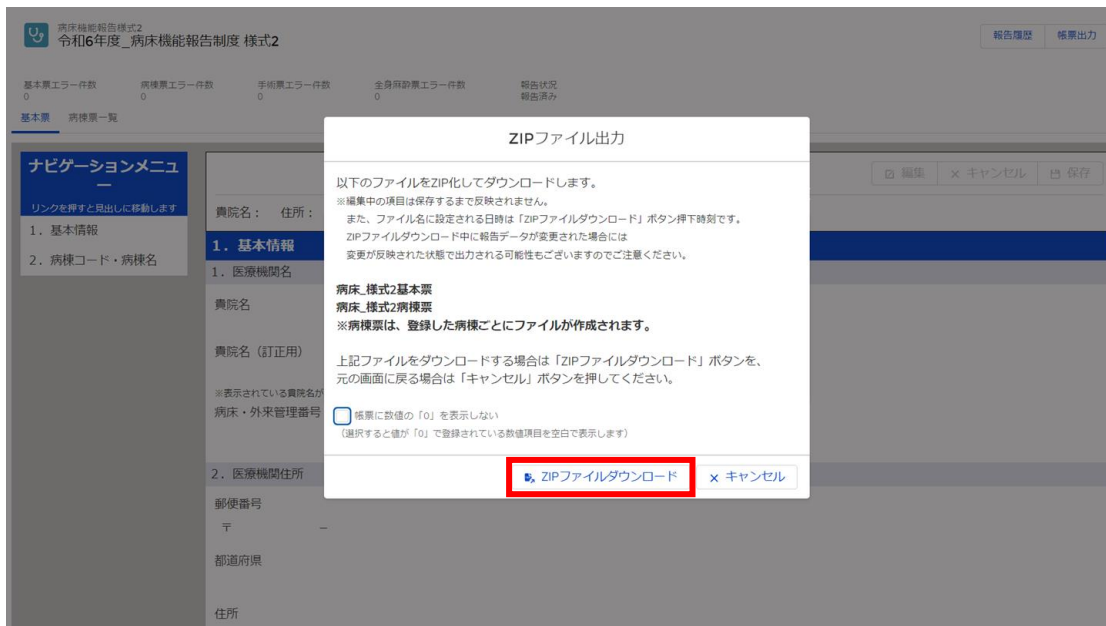 病床機能報告様式2
令和6年度_病床機能報告制度 様式2
報告履歴 帳票出力
基本票エラー件数 病棟票エラー件数 手術票エラー件数 全身麻酔票エラー件数 報告状況
0 0 0 0 報告済み
基本票 病棟票一覧
ナビゲーションメニュ
ー
リンクを押すと見出しに移動します
1．基本情報
2．病棟コード・病棟名
編集 × キャンセル 保存
貴院名： 住所：
1．基本情報
1．医療機関名
貴院名
貴院名（訂正用）
※表示されている貴院名が
病床・外来管理番号
2．医療機関住所
郵便番号
〒 －
都道府県
住所
ZIPファイル出力
以下のファイルをZIP化してダウンロードします。
※編集中の項目は保存するまで反映されません。
また、ファイル名に設定される日時は「ZIPファイルダウンロード」ボタン押下時刻です。
ZIPファイルダウンロード中に報告データが変更された場合には
変更が反映された状態で出力される可能性もございますのでご注意ください。
病床_様式2基本票
病床_様式2病棟票
※病棟票は、登録した病棟ごとにファイルが作成されます。
上記ファイルをダウンロードする場合は「ZIPファイルダウンロード」ボタンを、
元の画面に戻る場合は「キャンセル」ボタンを押してください。
帳票に数値の「0」を表示しない
（選択すると値が「0」で登録されている数値項目を空白で表示します）
ZIPファイルダウンロード × キャンセル